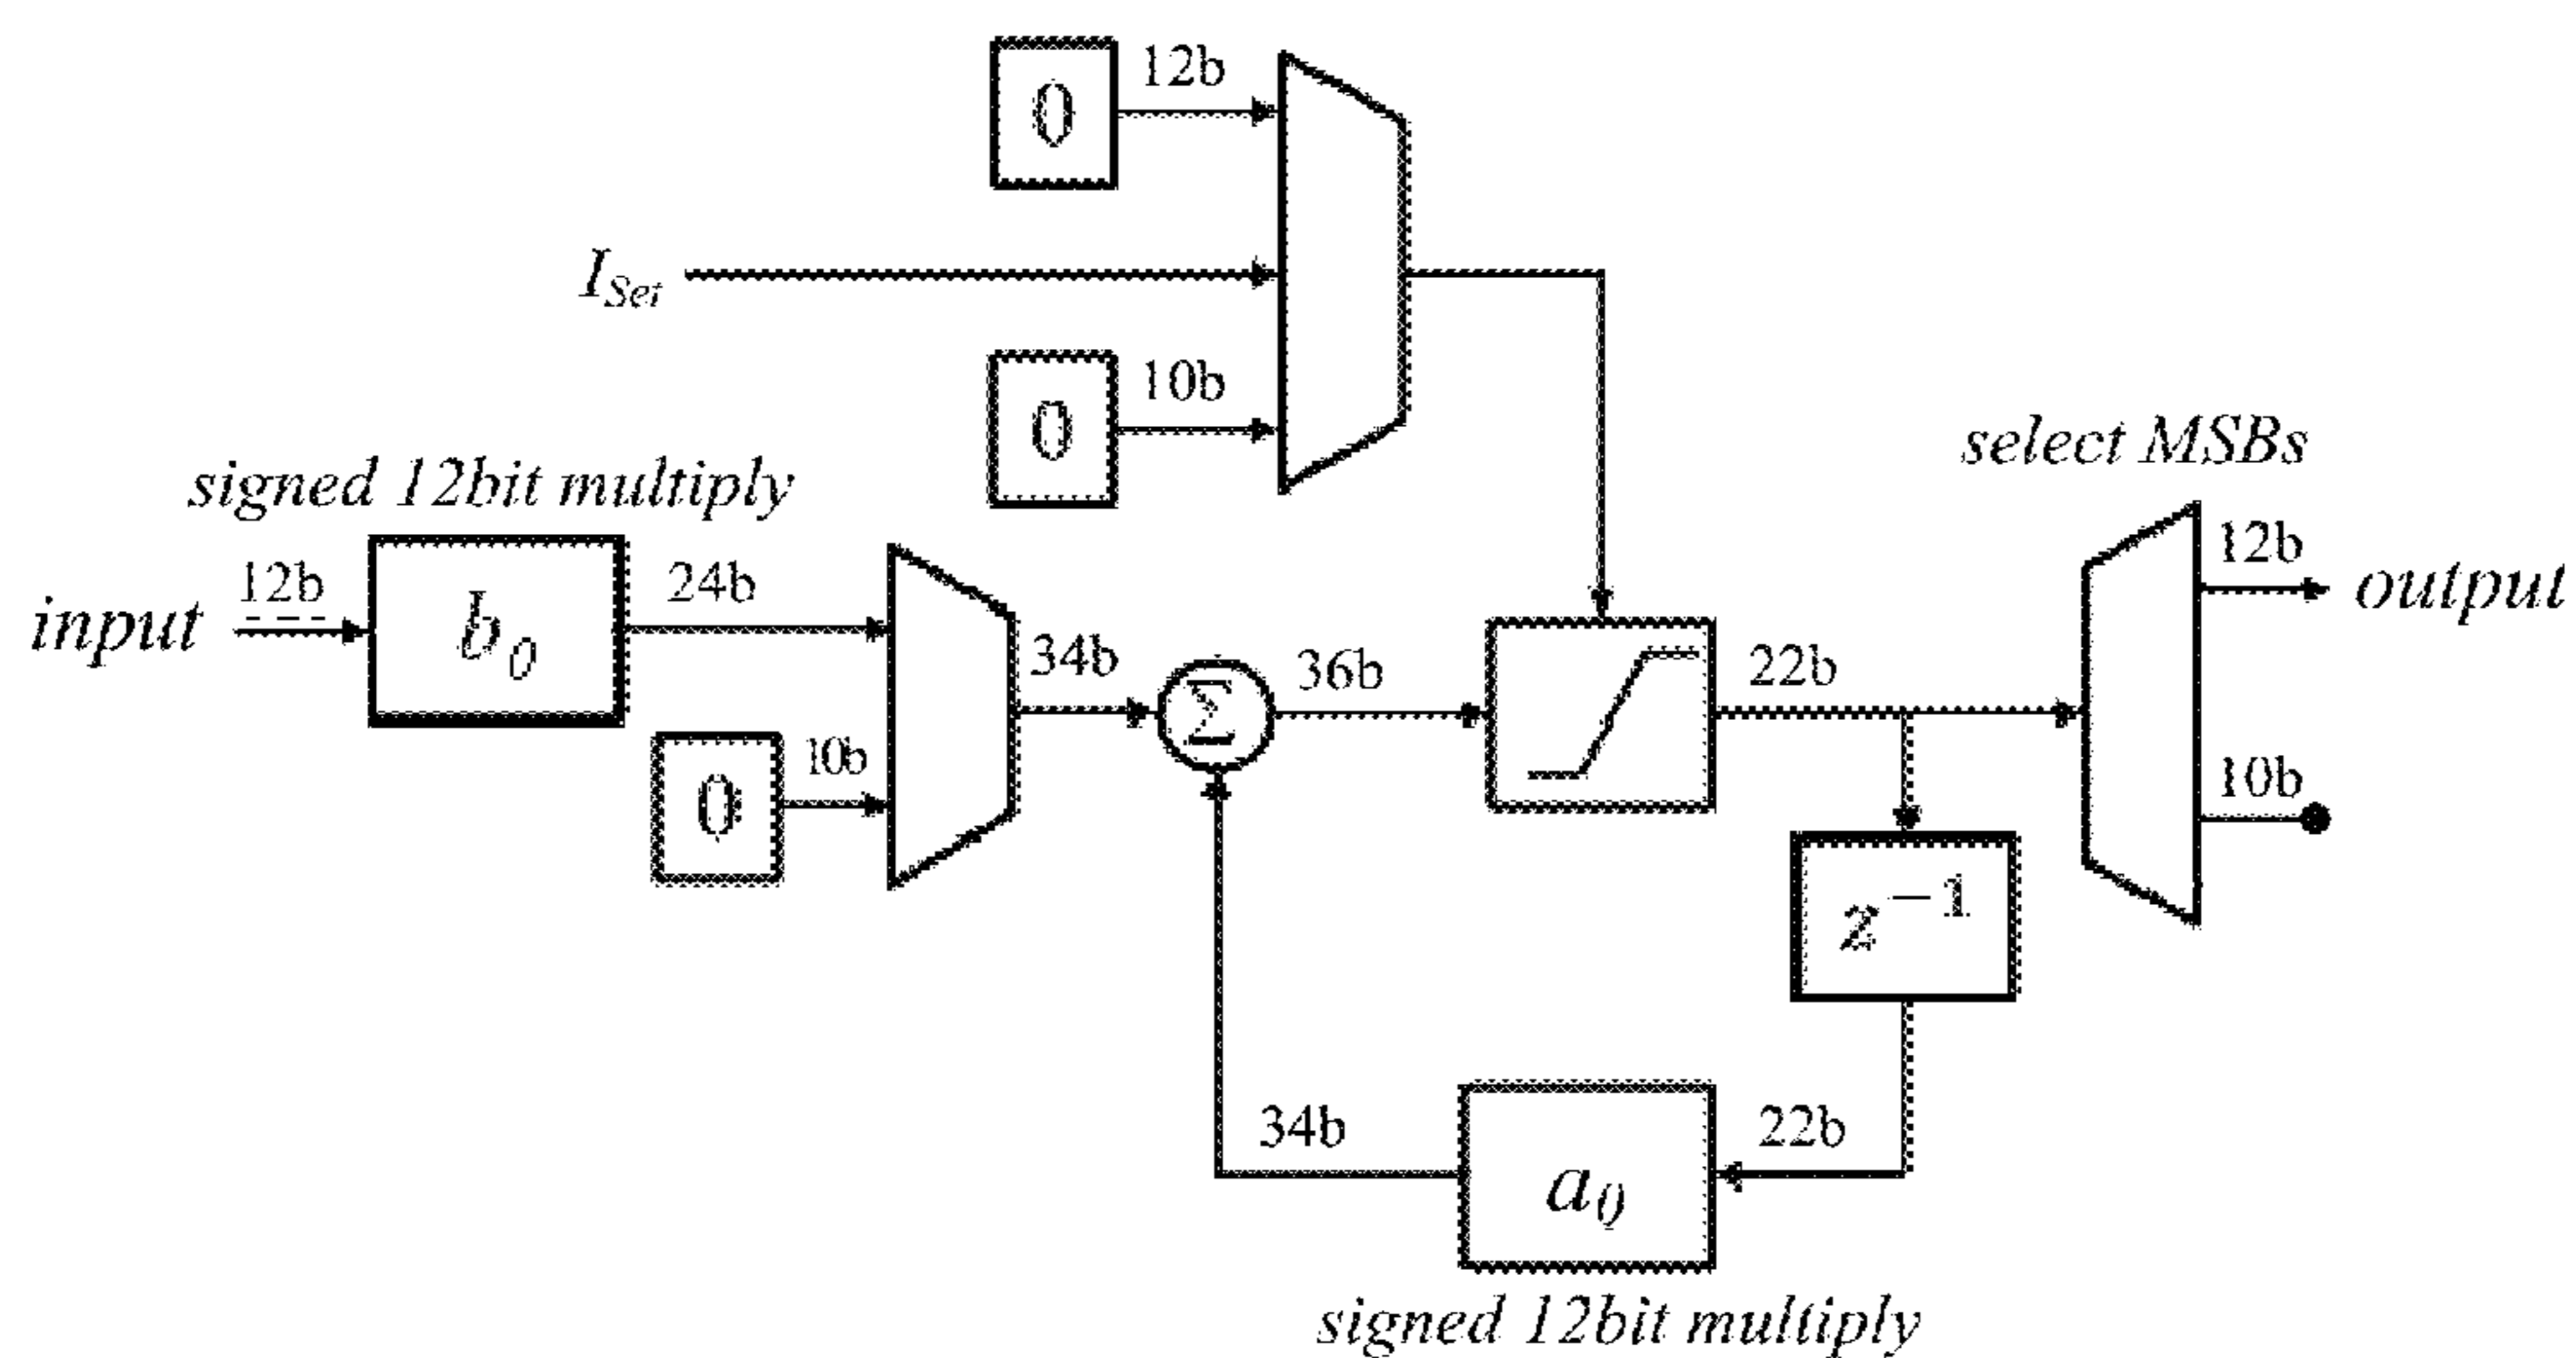 0
12b
I_Set
0
10b
select MSBs
signed 12bit multiply
12b
input
12b
b_0
24b
output
34b
Σ
36b
22b
0
10b
10b
z^{-1}
34b
a_0
22b
signed 12bit multiply